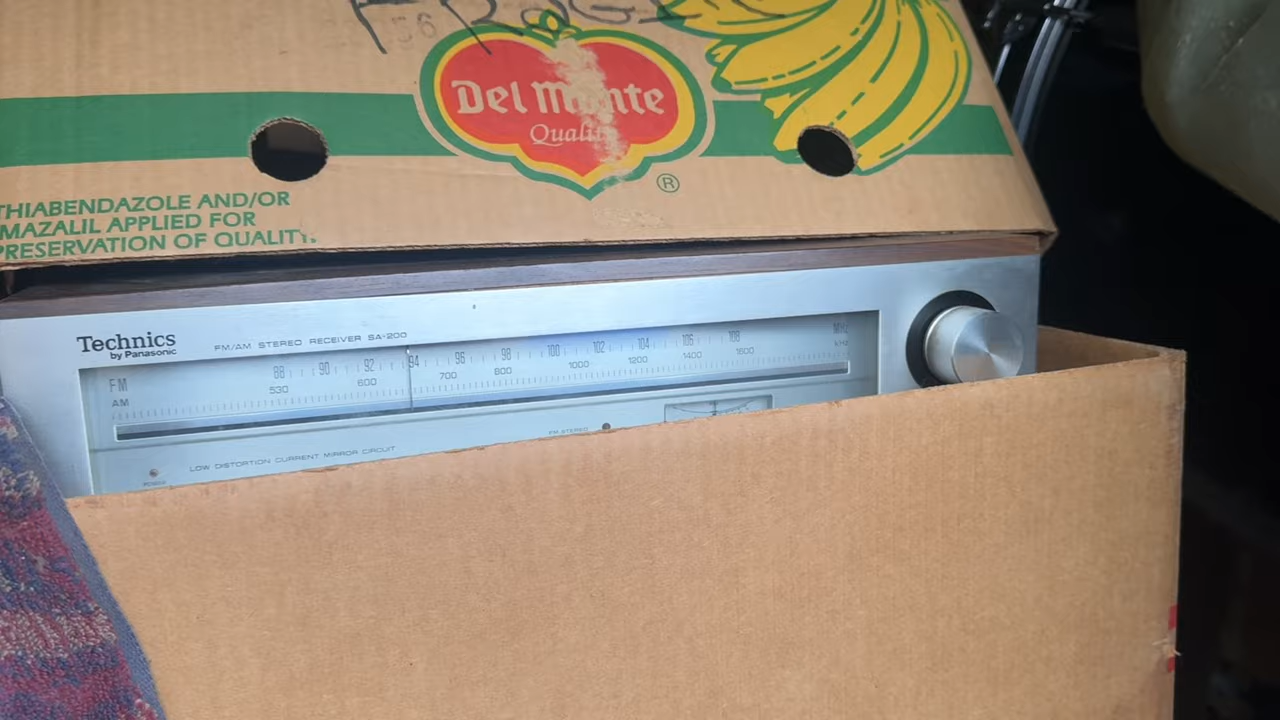 56
Del Monte
Quality
®
THIABENDAZOLE AND/OR
MAZALIL APPLIED FOR
PRESERVATION OF QUALITY.
Technics
by Panasonic
FM/AM STEREO RECEIVER SA-200
FM 88 90 92 94 96 98 100 102 104 106 108 MHz
AM 530 600 700 800 1000 1200 1400 1600 kHz
FM STEREO
LOW DISTORTION CURRENT MIRROR CIRCUIT
POWER